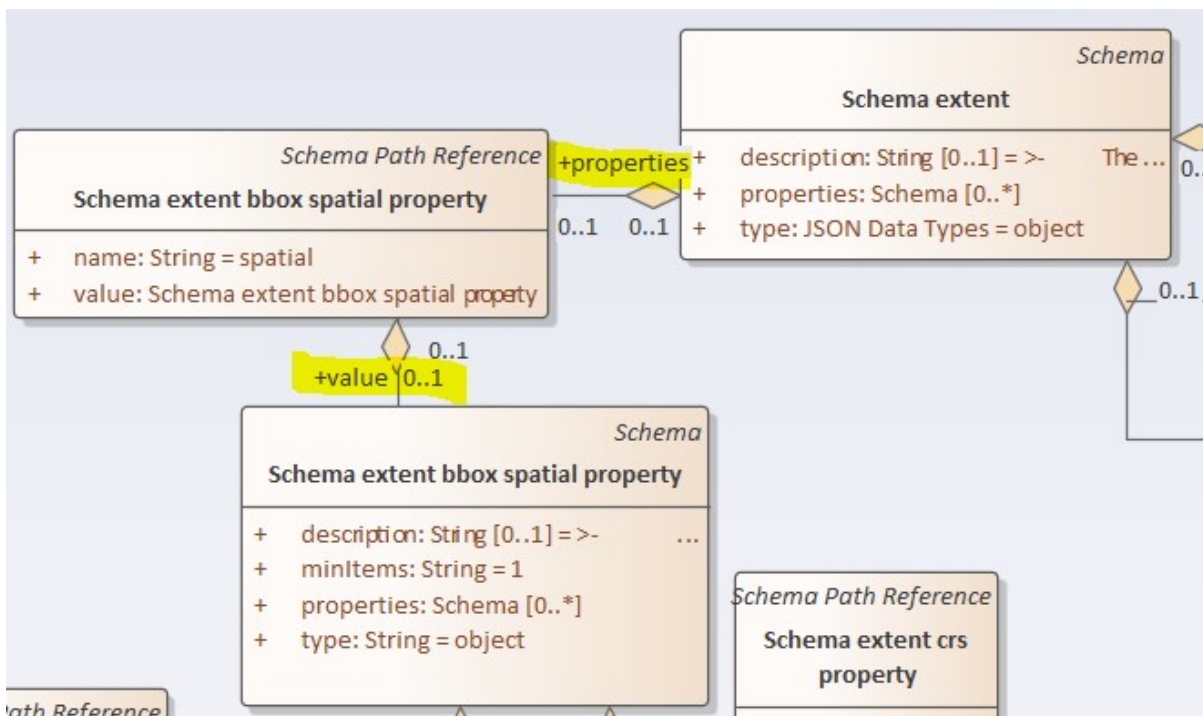 Schema
Schema extent
+ description: String [0..1] = >- The ...
+ properties: Schema [0..*]
+ type: JSON Data Types = object
0..
0..1
Schema Path Reference
Schema extent bbox spatial property
+ name: String = spatial
+ value: Schema extent bbox spatial property
+properties
0..1 0..1
0..1
+value 0..1
Schema
Schema extent bbox spatial property
+ description: String [0..1] = >- ...
+ minItems: String = 1
+ properties: Schema [0..*]
+ type: String = object
Schema Path Reference
Schema extent crs
property
Path Reference